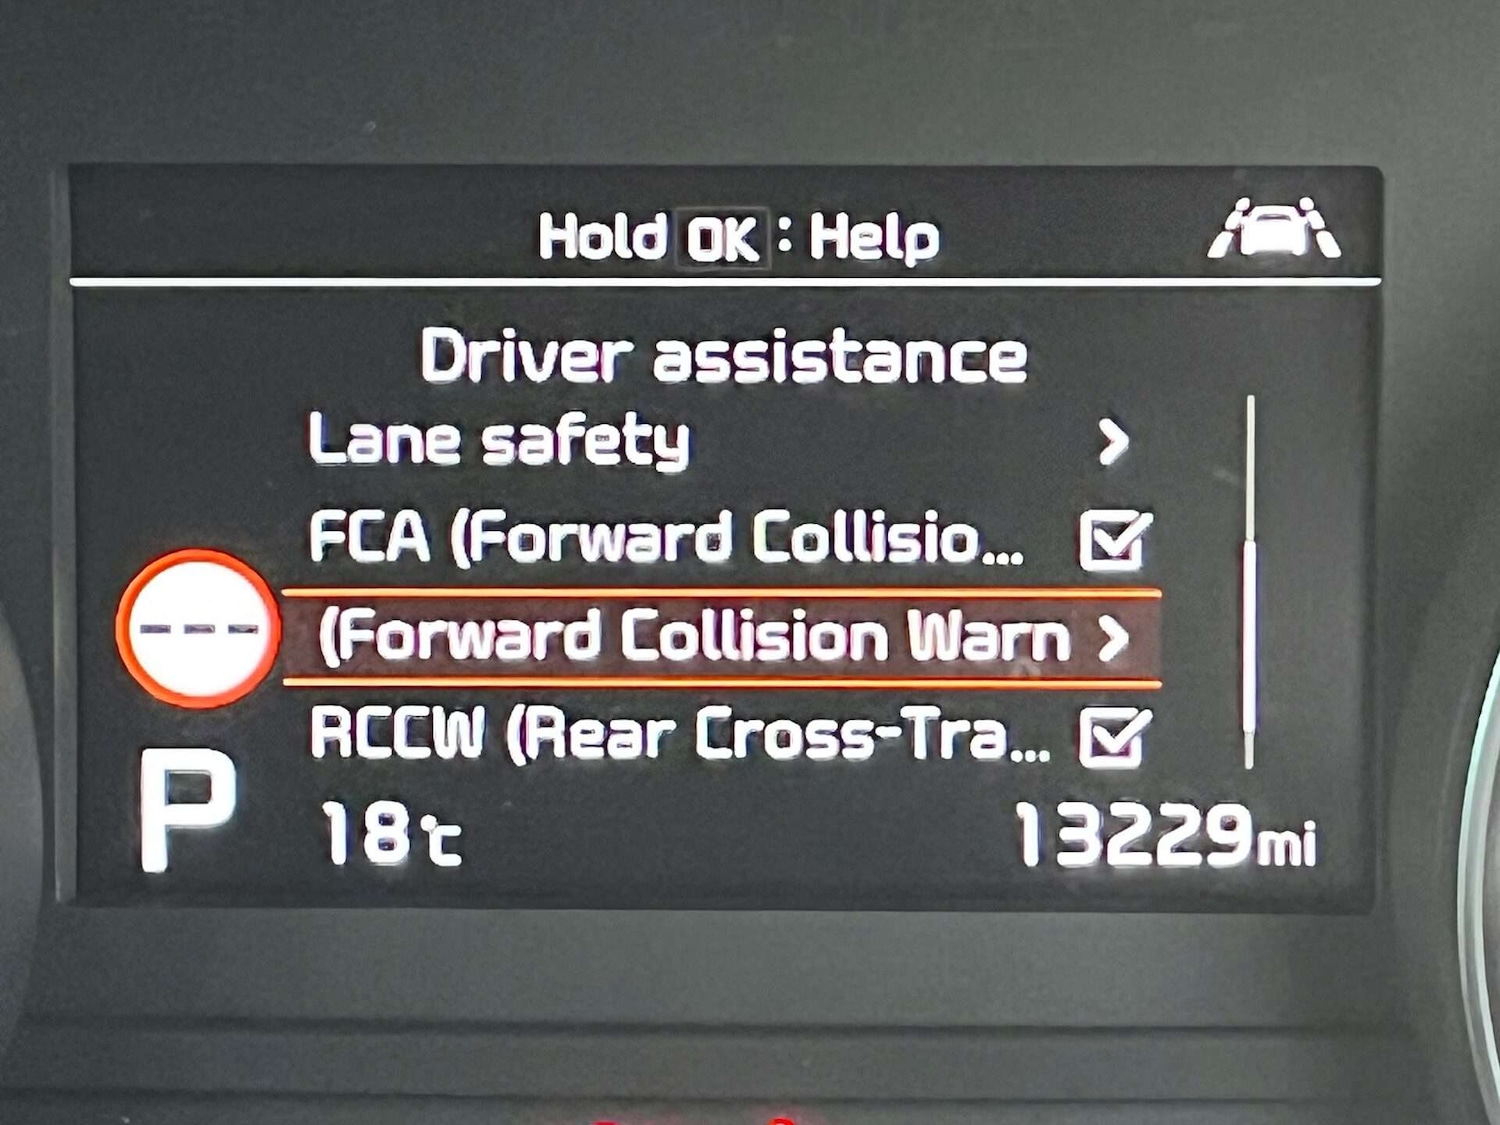 Hold OK : Help
Driver assistance
Lane safety
FCA (Forward Collisio...
(Forward Collision Warn
RCCW (Rear Cross-Tra...
---
P
18℃
13229mi